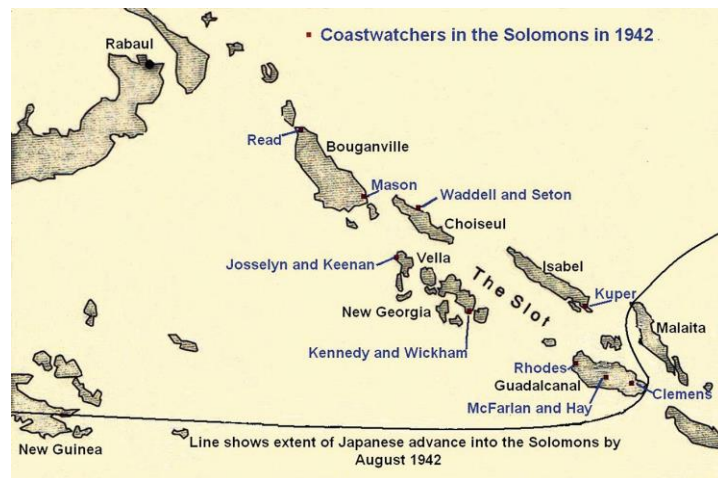 Coastwatchers in the Solomons in 1942
Rabaul
Read
Bouganville
Mason
Waddell and Seton
Choiseul
Josselyn and Keenan
Vella
The Slot
Isabel
Kuper
New Georgia
Malaita
Kennedy and Wickham
Rhodes
Guadalcanal
Clemens
McFarlan and Hay
Line shows extent of Japanese advance into the Solomons by
August 1942
New Guinea